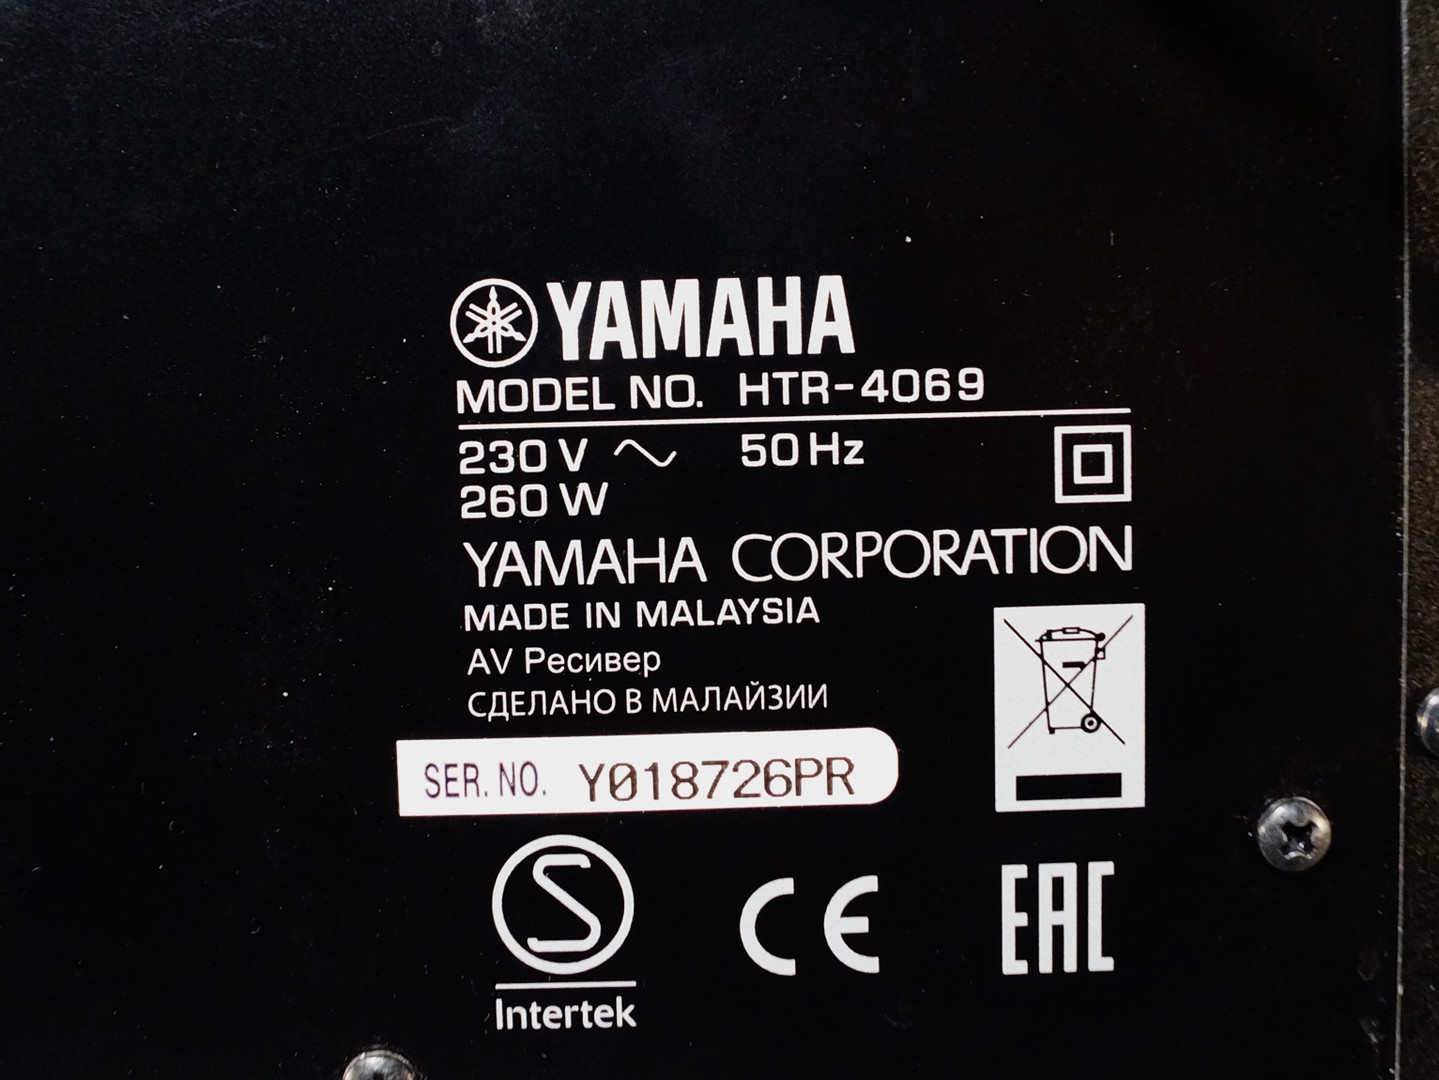 YAMAHA
MODEL NO. HTR-4069
230 V ~ 50 Hz
260 W
YAMAHA CORPORATION
MADE IN MALAYSIA
AV Ресивер
СДЕЛАНО В МАЛАЙЗИИ
SER. NO. Y018726PR
S
Intertek
CE
EAC